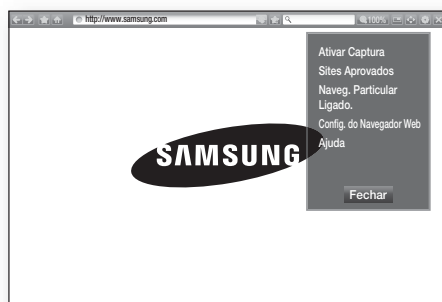 http://www.samsung.com
100%
Ativar Captura
Sites Aprovados
Naveg. Particular
Ligado.
Config. do Navegador Web
Ajuda
SAMSUNG
Fechar